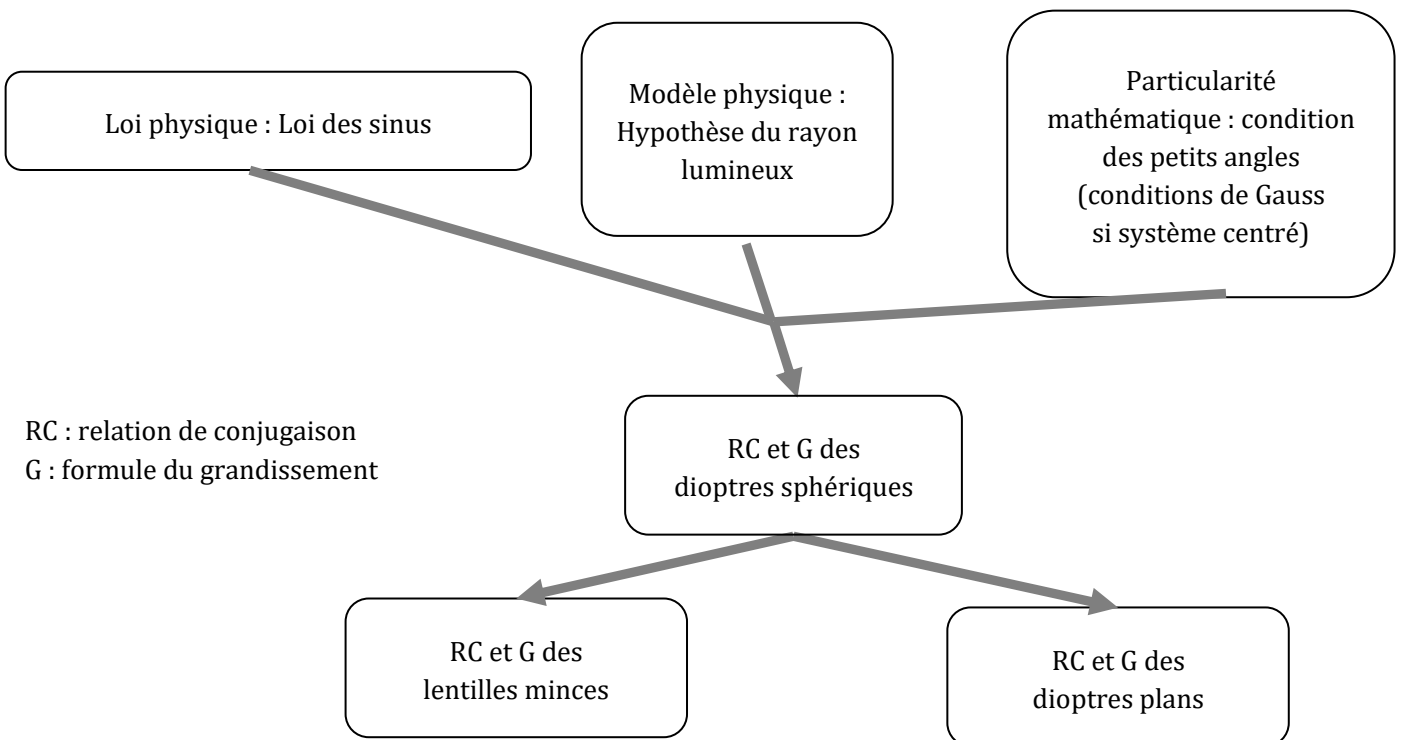 Loi physique : Loi des sinus
Modèle physique :
Hypothèse du rayon
lumineux
Particularité
mathématique : condition
des petits angles
(conditions de Gauss
si système centré)
RC : relation de conjugaison
G : formule du grandissement
RC et G des
dioptres sphériques
RC et G des
lentilles minces
RC et G des
dioptres plans